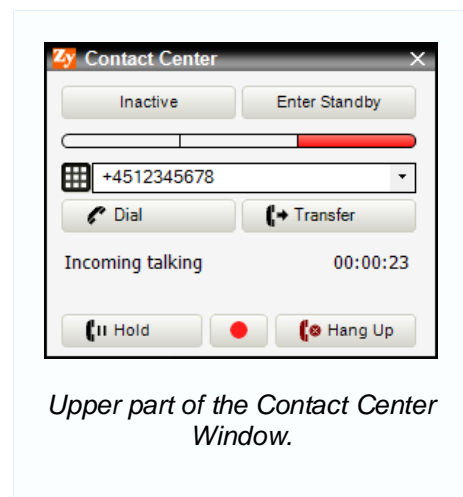 Zy Contact Center
Inactive Enter Standby
+4512345678
Dial Transfer
Incoming talking 00:00:23
Hold Hang Up
Upper part of the Contact Center
Window.